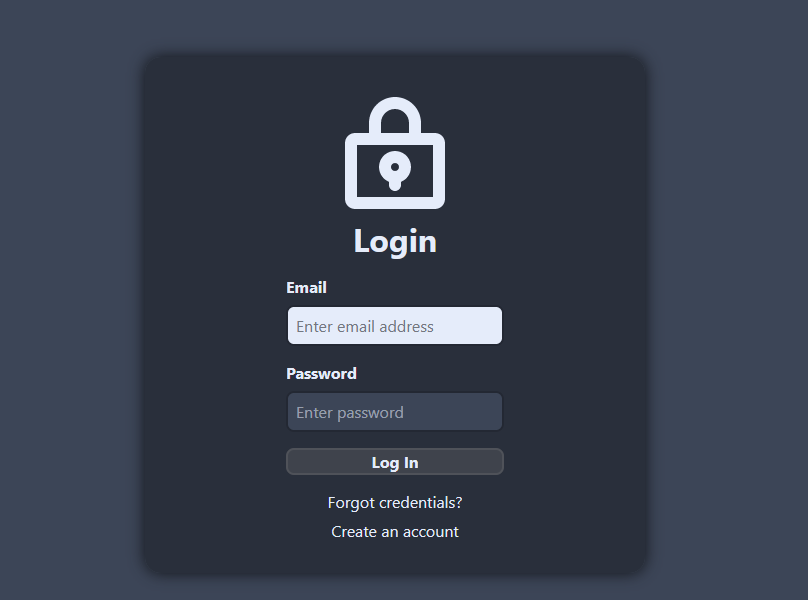 Login
Email
Enter email address
Password
Enter password
Log In
Forgot credentials?
Create an account